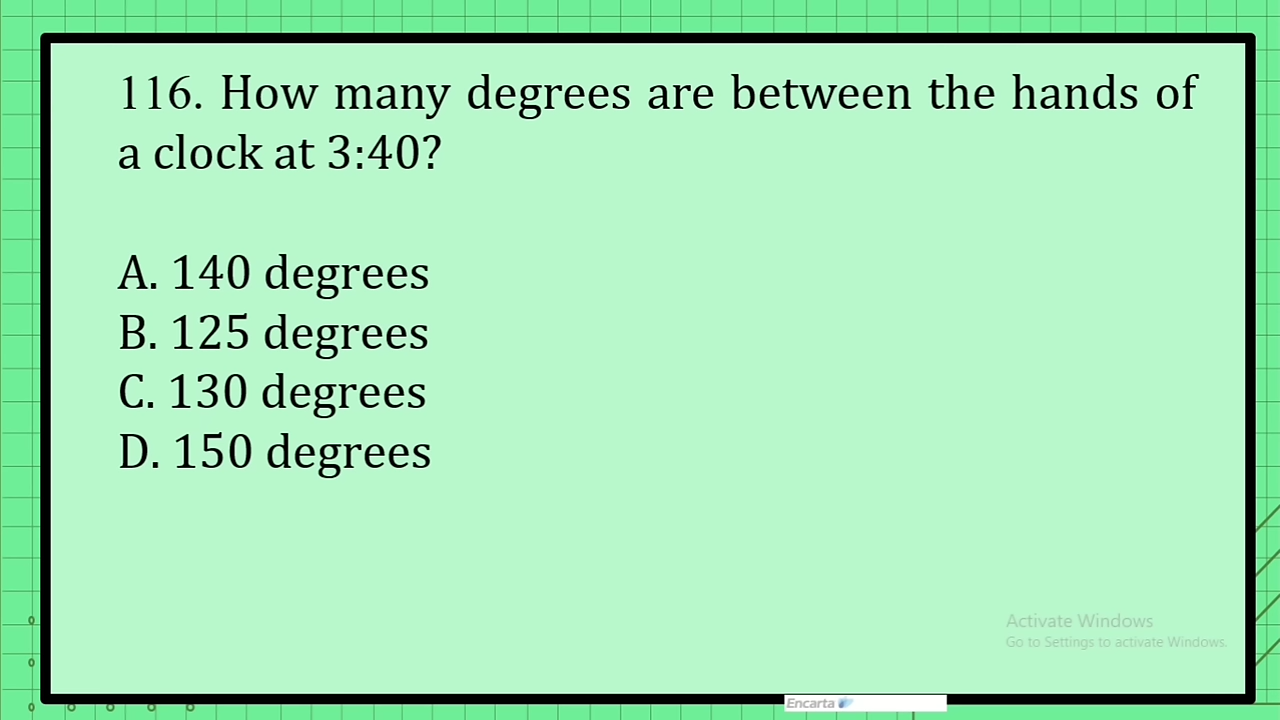 116. How many degrees are between the hands of
a clock at 3:40?
A. 140 degrees
B. 125 degrees
C. 130 degrees
D. 150 degrees
Activate Windows
Go to Settings to activate Windows.
Encarta